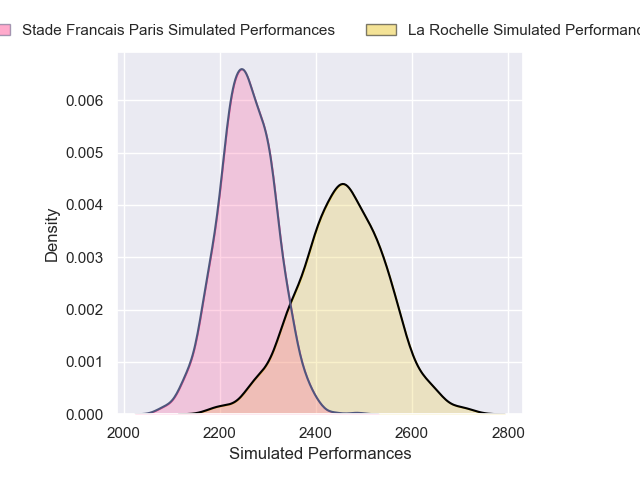 Stade Francais Paris Simulated Performances
La Rochelle Simulated
0.006
0.005
0.004
0.003
0.002
0.001
0.000
Density
2000 2200 2400 2600 2800
Simulated Performances